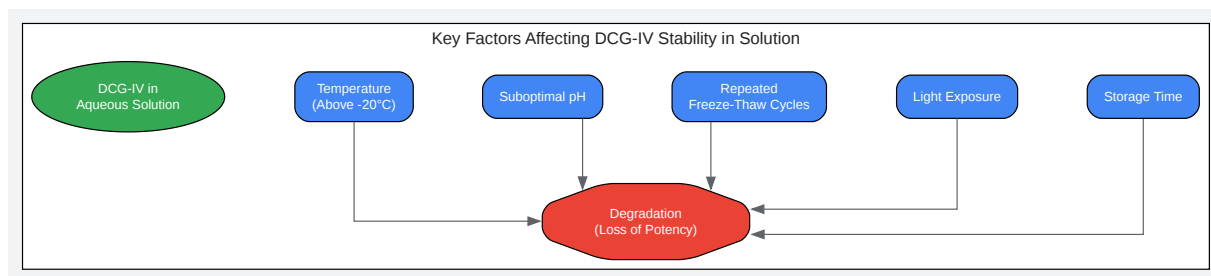 Key Factors Affecting DCG-IV Stability in Solution
DCG-IV in
Aqueous Solution
Temperature
(Above -20°C)
Suboptimal pH
Repeated
Freeze-Thaw Cycles
Light Exposure
Storage Time
Degradation
(Loss of Potency)